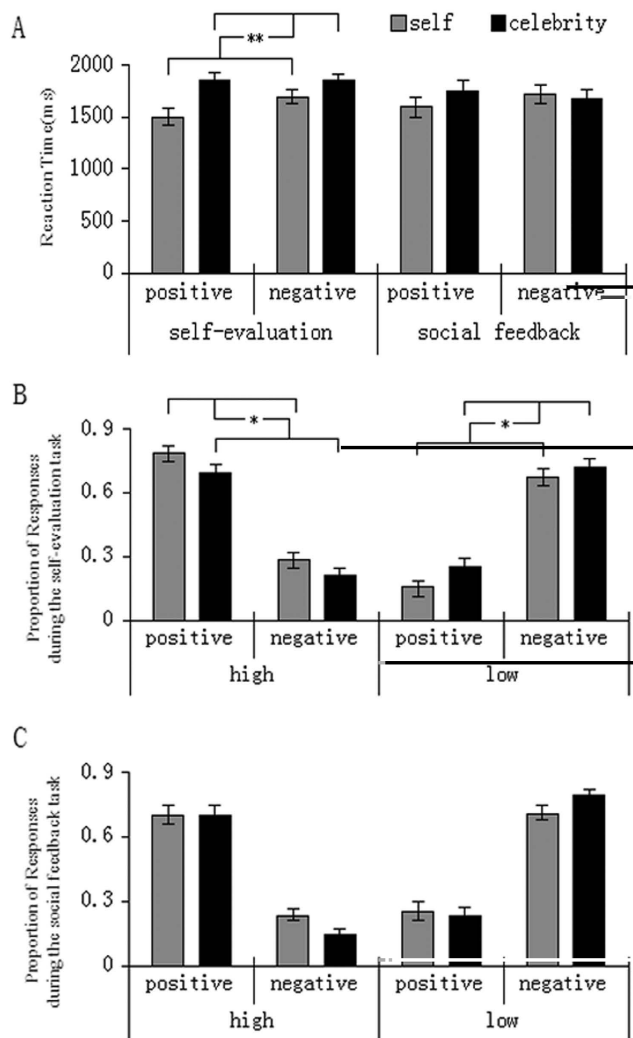 A
self celebrity
**
Reaction Time(ms)
2000
1500
1000
500
0
positive negative positive negative
self-evaluation social feedback
B
* *
Proportion of Responses
during the self-evaluation task
0.9
0.6
0.3
0
positive negative positive negative
high low
C
Proportion of Responses
during the social feedback task
0.9
0.6
0.3
0
positive negative positive negative
high low